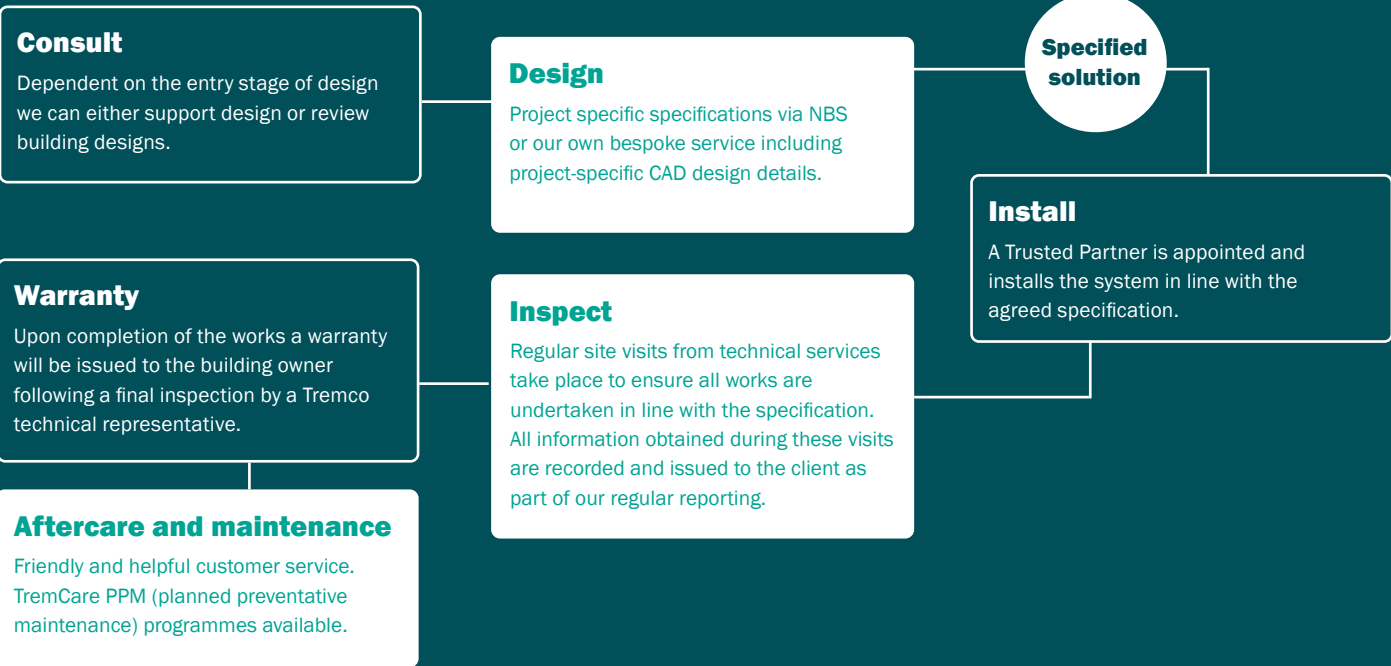 Consult
Dependent on the entry stage of design
we can either support design or review
building designs.
Design
Project specific specifications via NBS
or our own bespoke service including
project-specific CAD design details.
Specified
solution
Install
A Trusted Partner is appointed and
installs the system in line with the
agreed specification.
Inspect
Regular site visits from technical services
take place to ensure all works are
undertaken in line with the specification.
All information obtained during these visits
are recorded and issued to the client as
part of our regular reporting.
Warranty
Upon completion of the works a warranty
will be issued to the building owner
following a final inspection by a Tremco
technical representative.
Aftercare and maintenance
Friendly and helpful customer service.
TremCare PPM (planned preventative
maintenance) programmes available.